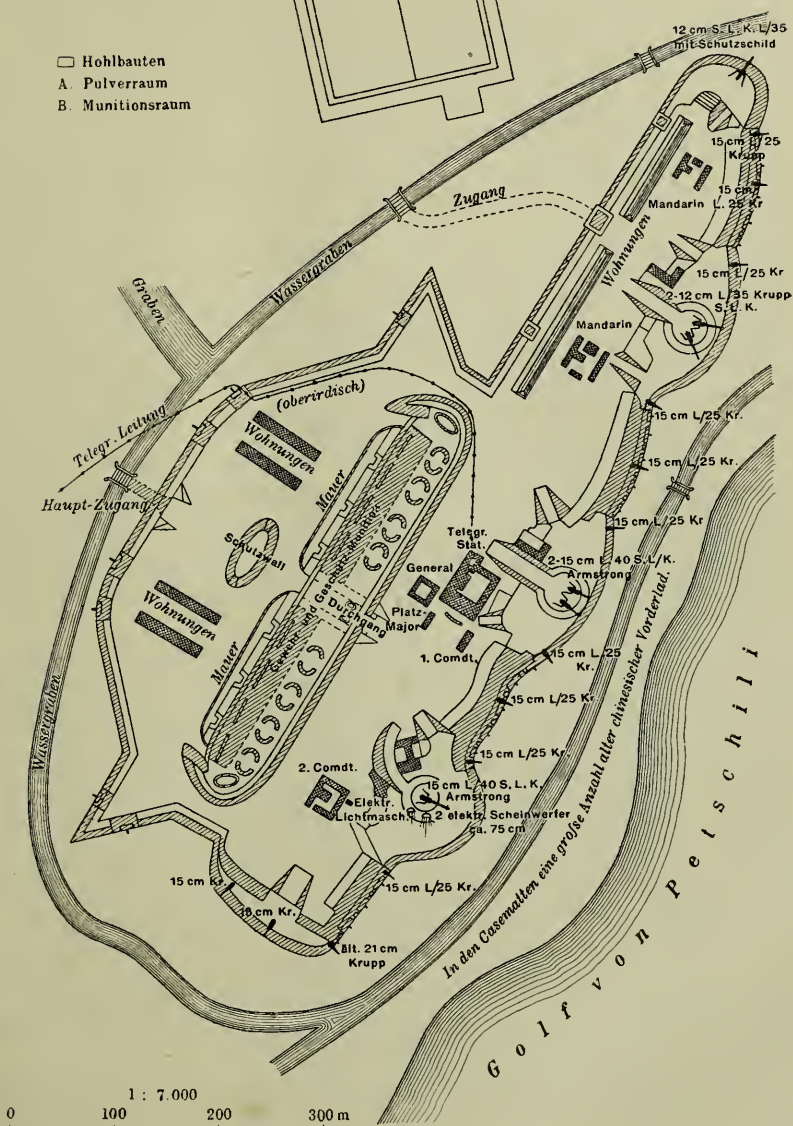 Hohlbauten
A. Pulverraum
B. Munitionsraum
12 cm S. L. K. L/35
mit Schutzschild
15 cm L/25
Krupp
15 cm
L. 25 Kr
Mandarin
Zugang
Wohnungen
15 cm L/25 Kr
2-12 cm L/35 Krupp
S. L. K.
Mandarin
Wassergraben
Graben
(oberirdisch)
Telegr. Leitung
Haupt-Zugang
Wohnungen
Mauer
Schutzwall
Wohnungen
Mauer
Gewehr und Geschütz-Munition
Durchgang
15 cm L/25 Kr.
15 cm L/25 Kr.
15 cm L/25 Kr
Telegr.
Stat.
General
Platz-
Major
2-15 cm L. 40 S. L/K.
Armstrong
1. Comdt.
15 cm L/25
Kr.
15 cm L/25 Kr.
15 cm L/25 Kr.
2. Comdt.
Elektr.
Lichtmasch.
15 cm L/40 S. L. K.
Armstrong
2 elektr. Scheinwerfer
ca. 75 cm
15 cm L/25 Kr.
15 cm Kr.
15 cm Kr.
Blt. 21 cm
Krupp
Wassergraben
In den Casematten eine große Anzahl alter chinesischer Vorderlad.
Golf von Petschili
1 : 7.000
0 100 200 300 m